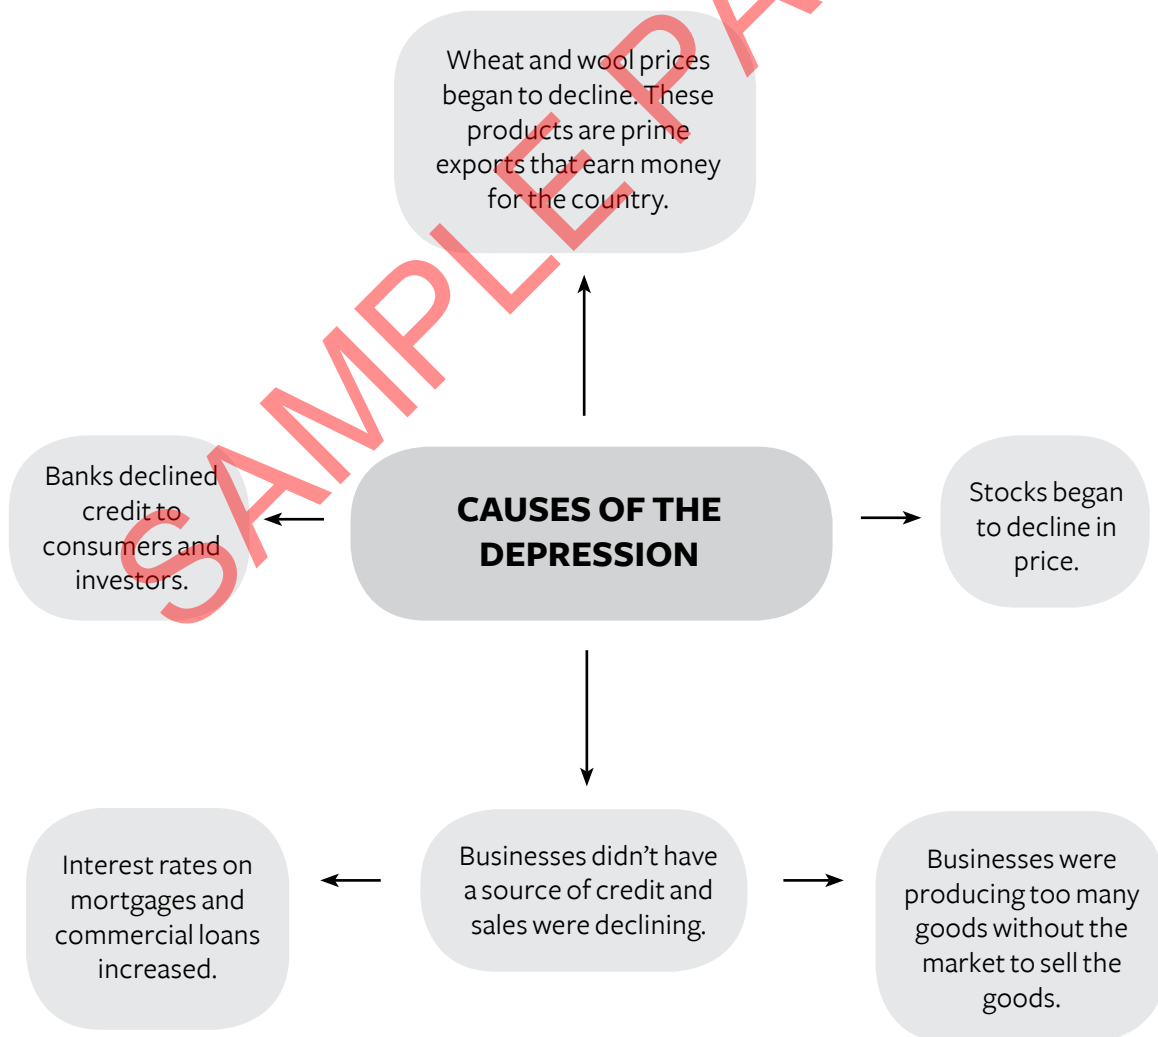 Wheat and wool prices
began to decline. These
products are prime
exports that earn money
for the country.
Banks declined
credit to
consumers and
investors.
CAUSES OF THE
DEPRESSION
Stocks began
to decline in
price.
Interest rates on
mortgages and
commercial loans
increased.
Businesses didn’t have
a source of credit and
sales were declining.
Businesses were
producing too many
goods without the
market to sell the
goods.
SAMPLE PA